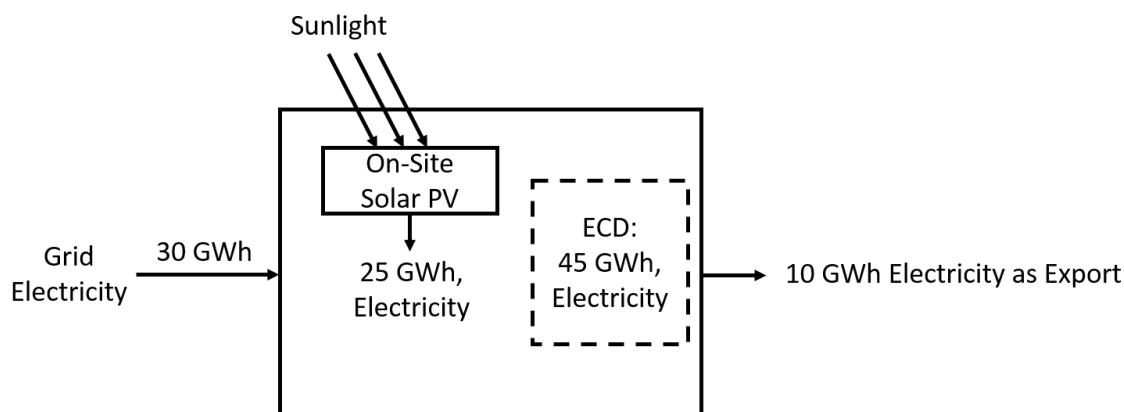 Sunlight
On-Site
Solar PV
Grid
Electricity
30 GWh
25 GWh,
Electricity
ECD:
45 GWh,
Electricity
10 GWh Electricity as Export